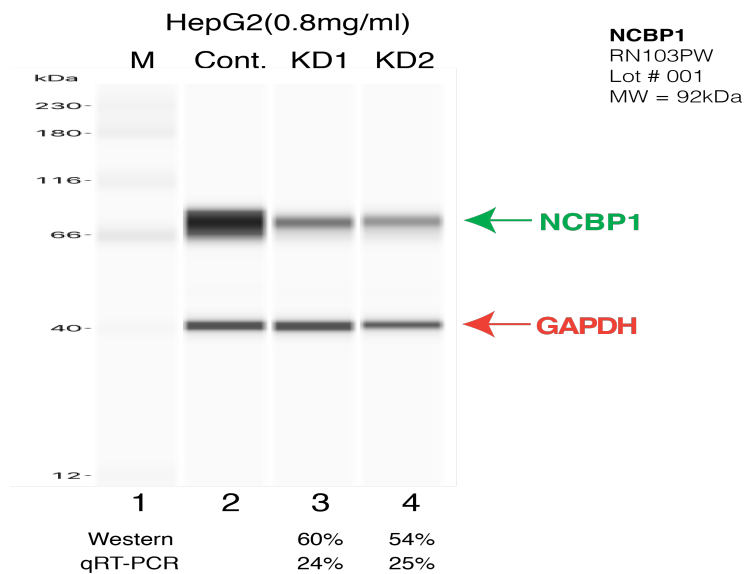 HepG2(0.8mg/ml)
M Cont. KD1 KD2
kDa
230-
180-
116-
66-
40-
12-
NCBP1
RN103PW
Lot # 001
MW = 92kDa
NCBP1
GAPDH
1 2 3 4
Western 60% 54%
qRT-PCR 24% 25%